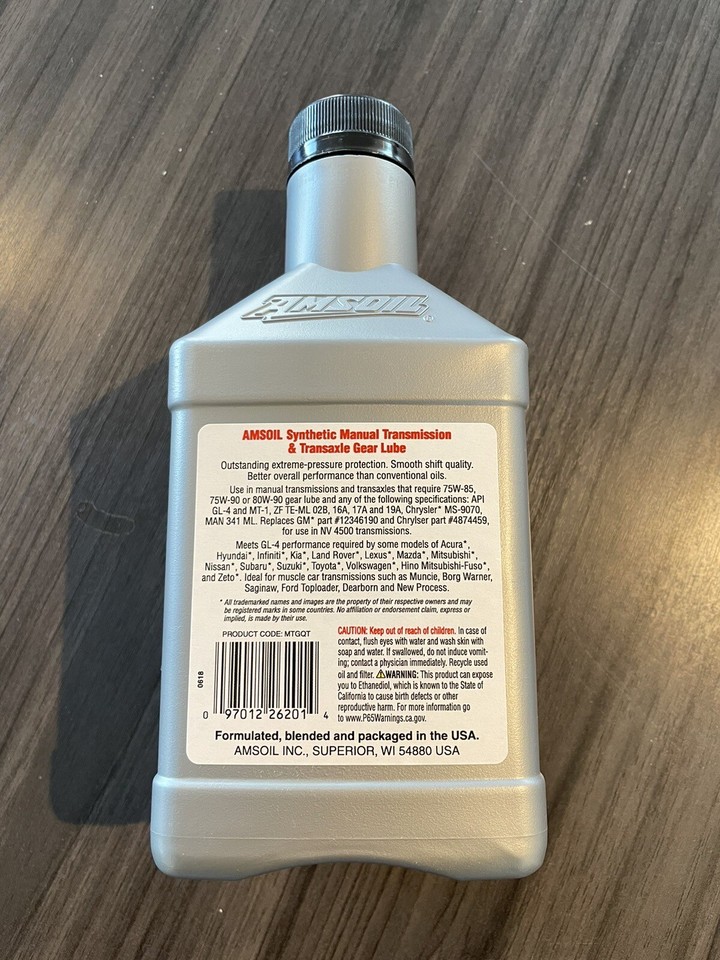 AMSOIL
AMSOIL Synthetic Manual Transmission
& Transaxle Gear Lube
Outstanding extreme-pressure protection. Smooth shift quality.
Better overall performance than conventional oils.
Use in manual transmissions and transaxles that require 75W-85,
75W-90 or 80W-90 gear lube and any of the following specifications: API
GL-4 and MT-1, ZF TE-ML 02B, 16A, 17A and 19A, Chrysler* MS-9070,
MAN 341 ML. Replaces GM* part #12346190 and Chrylser part #4874459,
for use in NV 4500 transmissions.
Meets GL-4 performance required by some models of Acura*,
Hyundai*, Infiniti*, Kia*, Land Rover*, Lexus*, Mazda*, Mitsubishi*,
Nissan*, Subaru*, Suzuki*, Toyota*, Volkswagen*, Hino Mitsubishi-Fuso*,
and Zeto*. Ideal for muscle car transmissions such as Muncie, Borg Warner,
Saginaw, Ford Toploader, Dearborn and New Process.
* All trademarked names and images are the property of their respective owners and may
be registered marks in some countries. No affiliation or endorsement claim, express or
implied, is made by their use.
PRODUCT CODE: MTGQT
0618
0 97012 26201 4
CAUTION: Keep out of reach of children. In case of
contact, flush eyes with water and wash skin with
soap and water. If swallowed, do not induce vomit-
ing; contact a physician immediately. Recycle used
oil and filter. ⚠WARNING: This product can expose
you to Ethanediol, which is known to the State of
California to cause birth defects or other
reproductive harm. For more information go
to www.P65Warnings.ca.gov.
Formulated, blended and packaged in the USA.
AMSOIL INC., SUPERIOR, WI 54880 USA